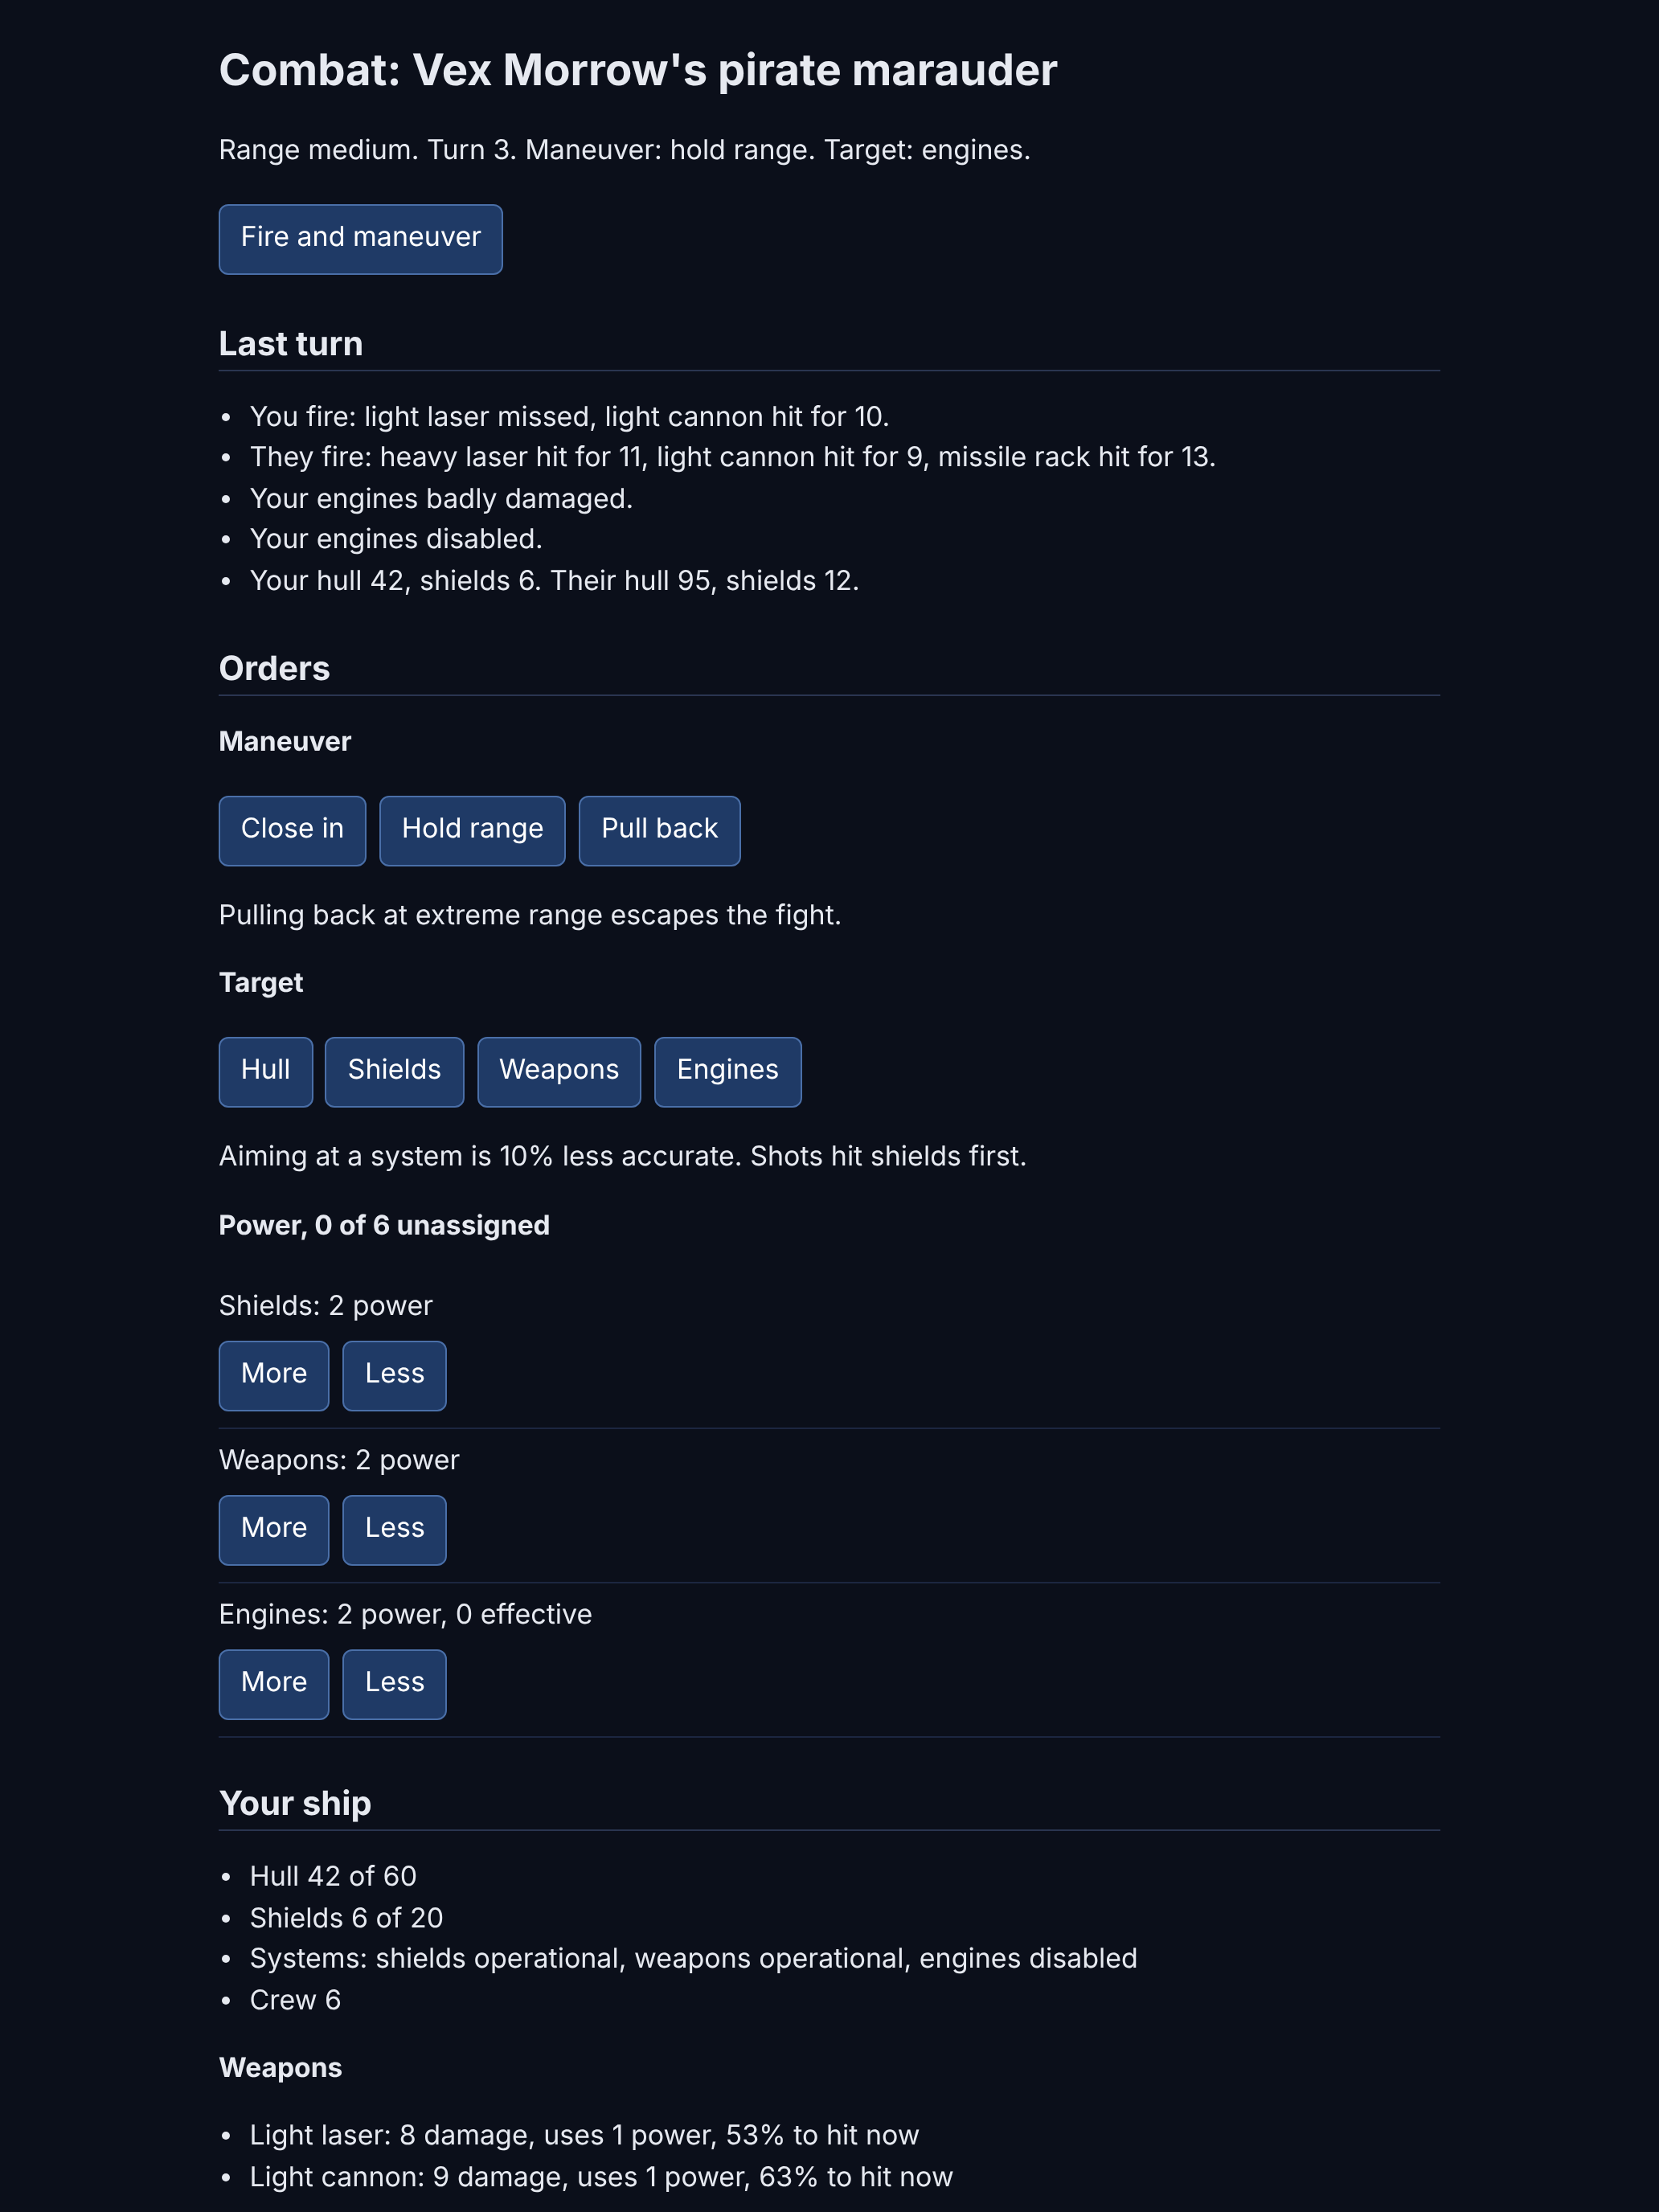 Combat: Vex Morrow's pirate marauder
Range medium. Turn 3. Maneuver: hold range. Target: engines.
Fire and maneuver
Last turn
• You fire: light laser missed, light cannon hit for 10.
• They fire: heavy laser hit for 11, light cannon hit for 9, missile rack hit for 13.
• Your engines badly damaged.
• Your engines disabled.
• Your hull 42, shields 6. Their hull 95, shields 12.
Orders
Maneuver
Close in Hold range Pull back
Pulling back at extreme range escapes the fight.
Target
Hull Shields Weapons Engines
Aiming at a system is 10% less accurate. Shots hit shields first.
Power, 0 of 6 unassigned
Shields: 2 power
More Less
Weapons: 2 power
More Less
Engines: 2 power, 0 effective
More Less
Your ship
• Hull 42 of 60
• Shields 6 of 20
• Systems: shields operational, weapons operational, engines disabled
• Crew 6
Weapons
• Light laser: 8 damage, uses 1 power, 53% to hit now
• Light cannon: 9 damage, uses 1 power, 63% to hit now